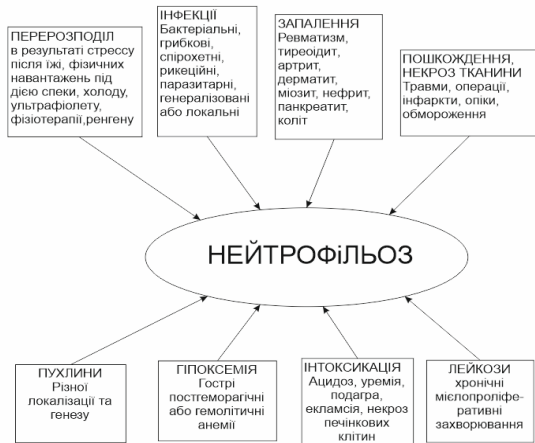 ПЕРЕРОЗПОДІЛ
в результаті стрессу
після їжі, фізичних
навантажень під
дією спеки, холоду,
ультрафіолету,
фізіотерапії,ренгену
ІНФЕКЦІЇ
Бактеріальні,
грибкові,
спірохетні,
рикеційні,
паразитарні,
генералізовані
або локальні
ЗАПАЛЕННЯ
Ревматизм,
тиреоїдит,
артрит,
дерматит,
міозит, нефрит,
панкреатит,
коліт
ПОШКОЖДЕННЯ,
НЕКРОЗ ТКАНИНИ
Травми, операції,
інфаркти, опіки,
обмороження
НЕЙТРОФіЛЬОЗ
ПУХЛИНИ
Різної
локалізації та
генезу
ГІПОКСЕМІЯ
Гострі
постгеморагічні
або гемолітичні
анемії
ІНТОКСИКАЦІЯ
Ацидоз, уремія,
подагра,
екламсія, некроз
печінкових
клітин
ЛЕЙКОЗИ
хронічні
мієлопроліфе-
ративні
захворювання